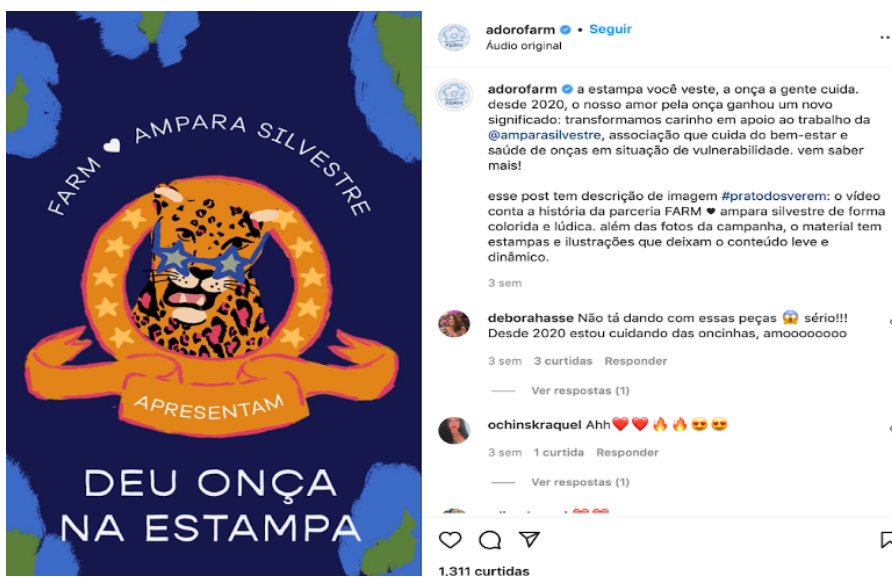 FARM ♥ AMPARA SILVESTRE
APRESENTAM
DEU ONÇA
NA ESTAMPA
adorofarm • Seguir
Áudio original
adorofarm a estampa você veste, a onça a gente cuida.
desde 2020, o nosso amor pela onça ganhou um novo
significado: transformamos carinho em apoio ao trabalho da
@amparasilvestre, associação que cuida do bem-estar e
saúde de onças em situação de vulnerabilidade. vem saber
mais!
esse post tem descrição de imagem #pratodosverem: o vídeo
conta a história da parceria FARM ♥ ampara silvestre de forma
colorida e lúdica. além das fotos da campanha, o material tem
estampas e ilustrações que deixam o conteúdo leve e
dinâmico.
3 sem
deborahasse Não tá dando com essas peças 😱 sério!!!
Desde 2020 estou cuidando das oncinhas, amoooooooo
3 sem 3 curtidas Responder
Ver respostas (1)
ochinskraquel Ahh❤️❤️🔥🔥😍😍
3 sem 1 curtida Responder
Ver respostas (1)
1.311 curtidas